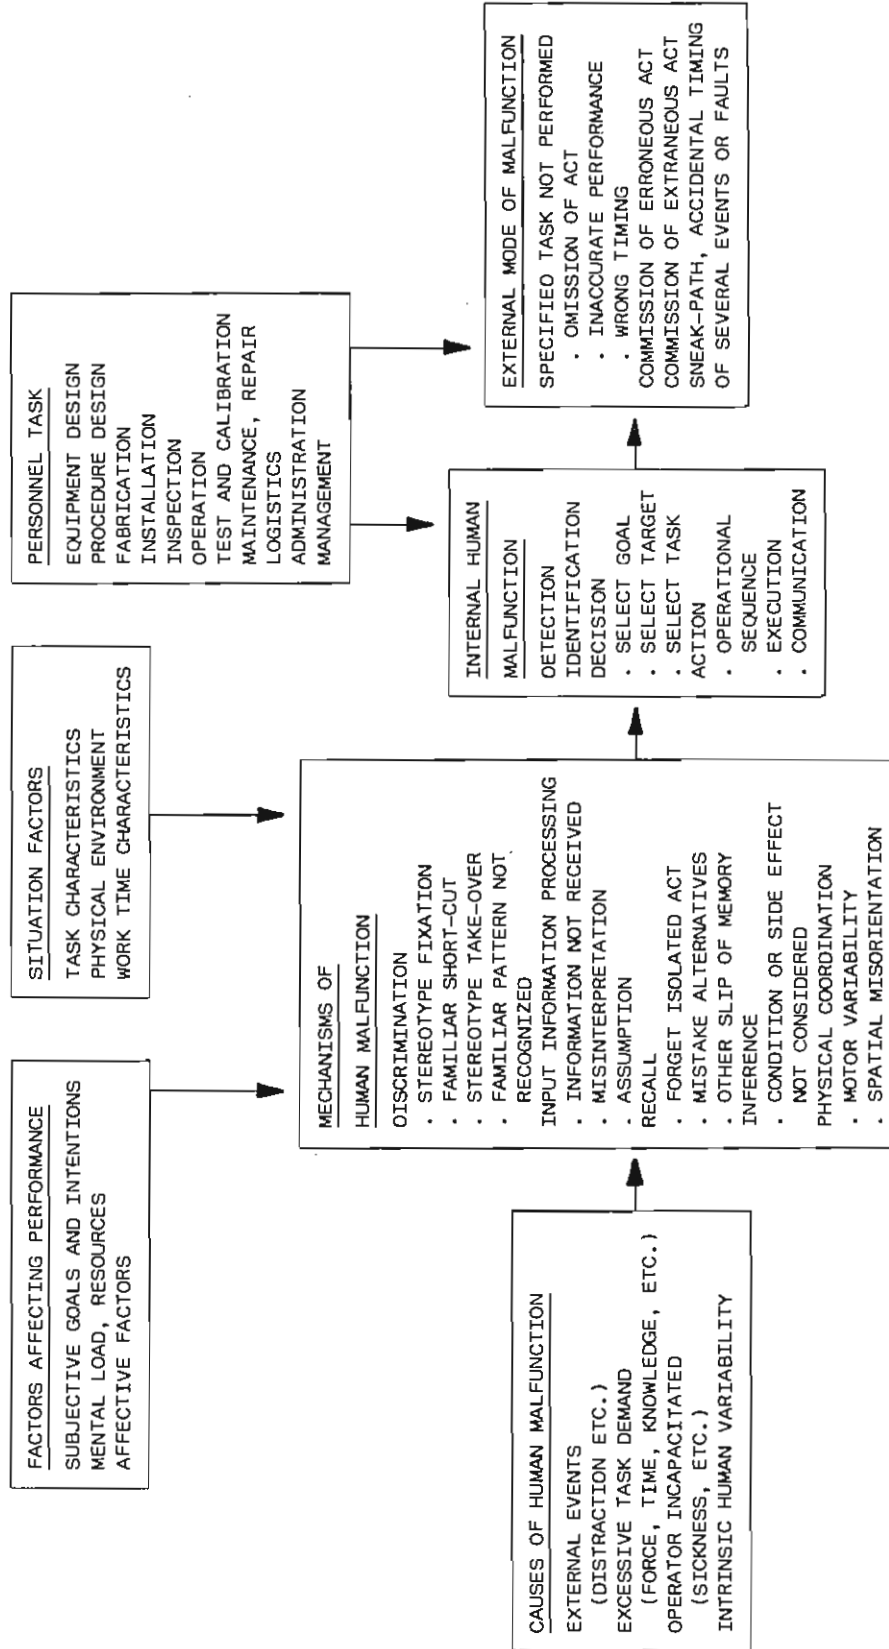 FACTORS AFFECTING PERFORMANCE
SUBJECTIVE GOALS AND INTENTIONS
MENTAL LOAD, RESOURCES
AFFECTIVE FACTORS
SITUATION FACTORS
TASK CHARACTERISTICS
PHYSICAL ENVIRONMENT
WORK TIME CHARACTERISTICS
PERSONNEL TASK
EQUIPMENT DESIGN
PROCEDURE DESIGN
FABRICATION
INSTALLATION
INSPECTION
OPERATION
TEST AND CALIBRATION
MAINTENANCE, REPAIR
LOGISTICS
ADMINISTRATION
MANAGEMENT
CAUSES OF HUMAN MALFUNCTION
EXTERNAL EVENTS
(DISTRACTION ETC.)
EXCESSIVE TASK DEMAND
(FORCE, TIME, KNOWLEDGE, ETC.)
OPERATOR INCAPACITATED
(SICKNESS, ETC.)
INTRINSIC HUMAN VARIABILITY
MECHANISMS OF
HUMAN MALFUNCTION
DISCRIMINATION
. STEREOTYPE FIXATION
. FAMILIAR SHORT-CUT
. STEREOTYPE TAKE-OVER
. FAMILIAR PATTERN NOT
RECOGNIZED
INPUT INFORMATION PROCESSING
. INFORMATION NOT RECEIVED
. MISINTERPRETATION
. ASSUMPTION
RECALL
. FORGET ISOLATED ACT
. MISTAKE ALTERNATIVES
. OTHER SLIP OF MEMORY
INFERENCE
. CONDITION OR SIDE EFFECT
NOT CONSIDERED
PHYSICAL COORDINATION
. MOTOR VARIABILITY
. SPATIAL MISORIENTATION
INTERNAL HUMAN
MALFUNCTION
DETECTION
IDENTIFICATION
DECISION
. SELECT GOAL
. SELECT TARGET
. SELECT TASK
ACTION
. OPERATIONAL
SEQUENCE
. EXECUTION
. COMMUNICATION
EXTERNAL MODE OF MALFUNCTION
SPECIFIED TASK NOT PERFORMED
. OMISSION OF ACT
. INACCURATE PERFORMANCE
. WRONG TIMING
COMMISSION OF ERRONEOUS ACT
COMMISSION OF EXTRANEOUS ACT
SNEAK-PATH, ACCIDENTAL TIMING
OF SEVERAL EVENTS OR FAULTS